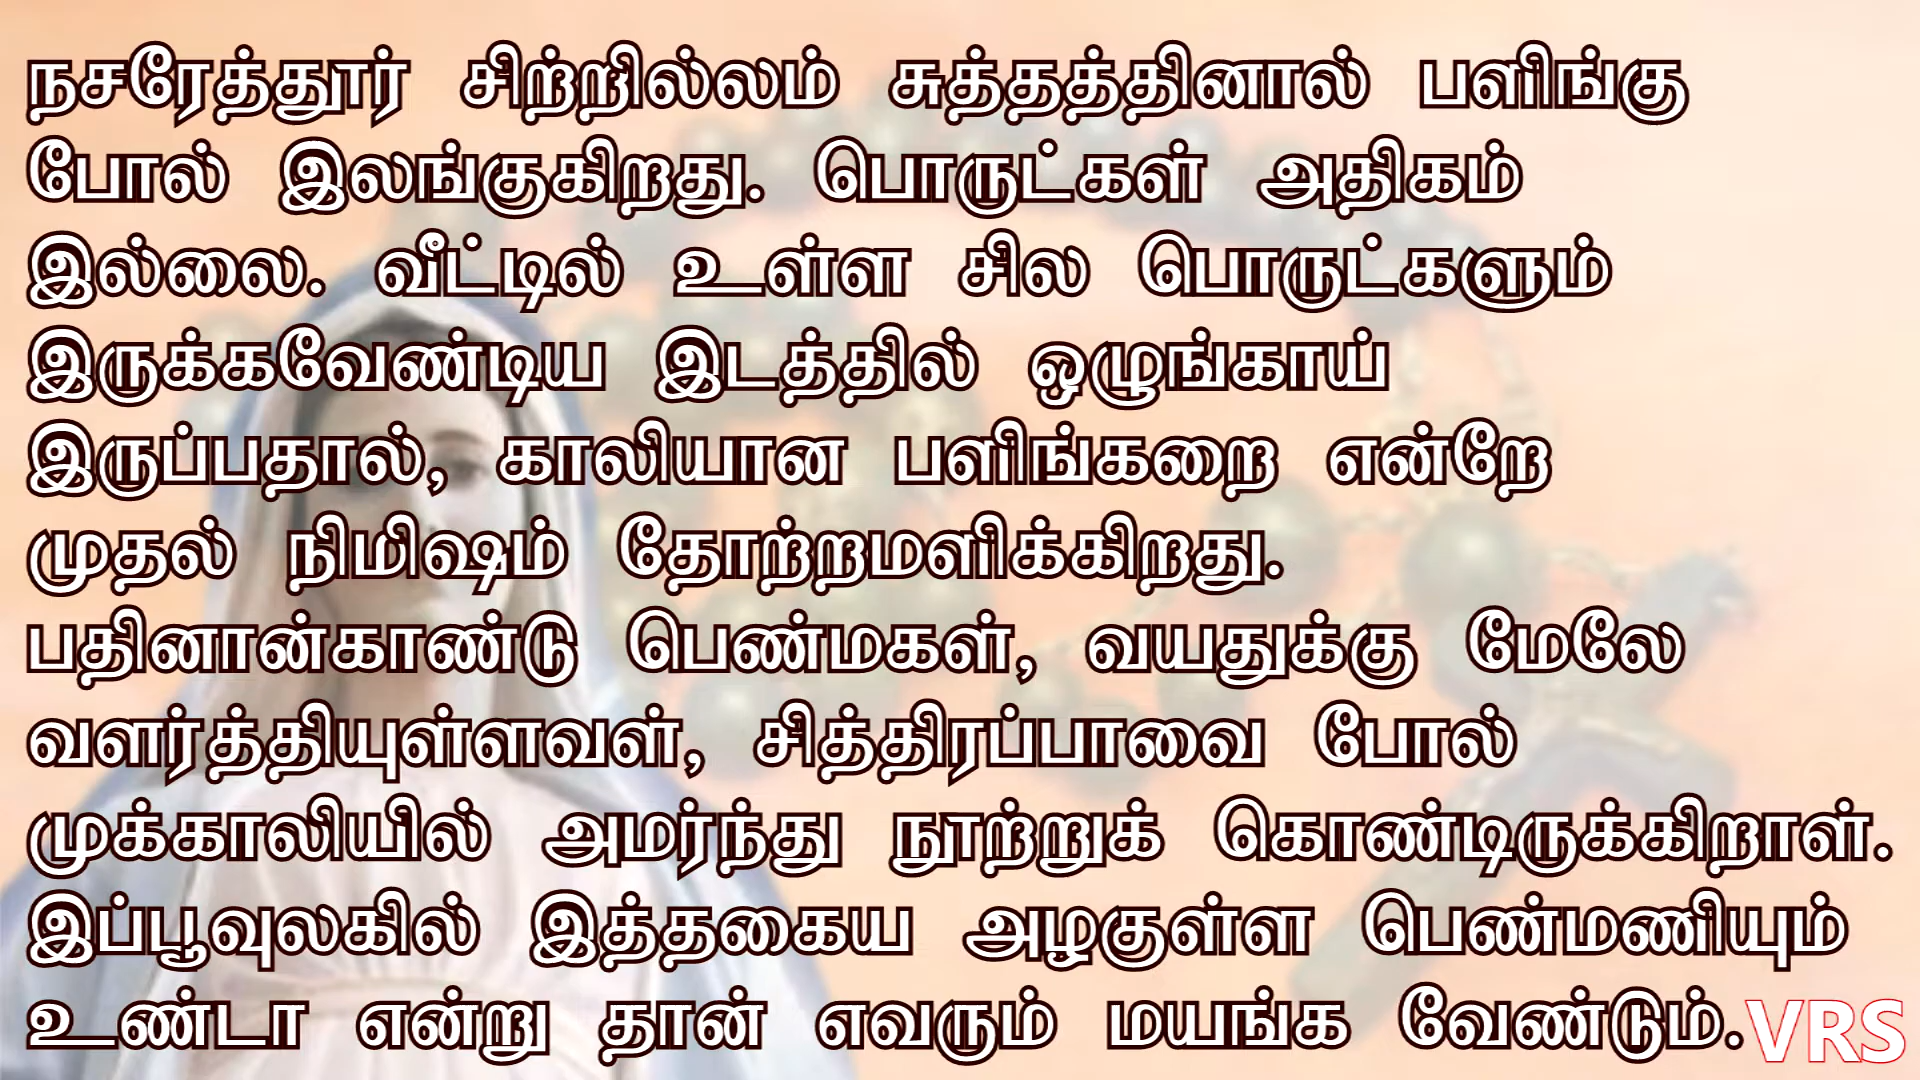 நசரேத்தூர் சிற்றில்லம் சுத்தத்தினால் பளிங்கு
போல் இலங்குகிறது. பொருட்கள் அதிகம்
இல்லை. வீட்டில் உள்ள சில பொருட்களும்
இருக்கவேண்டிய இடத்தில் ஒழுங்காய்
இருப்பதால், காலியான பளிங்கறை என்றே
முதல் நிமிஷம் தோற்றமளிக்கிறது.
பதினான்காண்டு பெண்மகள், வயதுக்கு மேலே
வளர்த்தியுள்ளவள், சித்திரப்பாவை போல்
முக்காலியில் அமர்ந்து நூற்றுக் கொண்டிருக்கிறாள்.
இப்பூவுலகில் இத்தகைய அழகுள்ள பெண்மணியும்
உண்டா என்று தான் எவரும் மயங்க வேண்டும்.
VRS